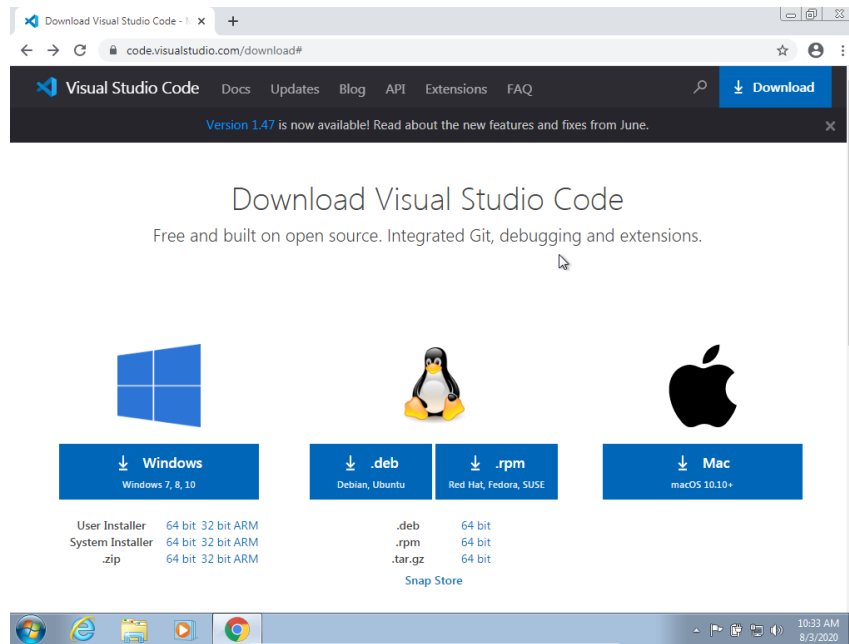 Download Visual Studio Code - M
code.visualstudio.com/download#
Visual Studio Code Docs Updates Blog API Extensions FAQ Download
Version 1.47 is now available! Read about the new features and fixes from June.
Download Visual Studio Code
Free and built on open source. Integrated Git, debugging and extensions.
Windows
Windows 7, 8, 10
.deb
Debian, Ubuntu
.rpm
Red Hat, Fedora, SUSE
Mac
macOS 10.10+
User Installer 64 bit 32 bit ARM
System Installer 64 bit 32 bit ARM
.zip 64 bit 32 bit ARM
.deb 64 bit
.rpm 64 bit
.tar.gz 64 bit
Snap Store
10:33 AM
8/3/2020